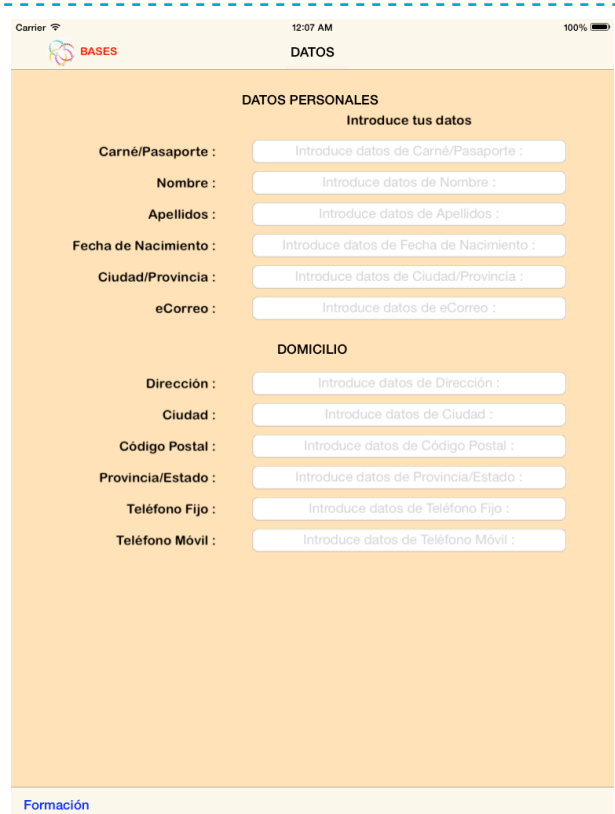 Carrier 12:07 AM 100%
BASES DATOS
DATOS PERSONALES
Introduce tus datos
Carné/Pasaporte : Introduce datos de Carné/Pasaporte :
Nombre : Introduce datos de Nombre :
Apellidos : Introduce datos de Apellidos :
Fecha de Nacimiento : Introduce datos de Fecha de Nacimiento :
Ciudad/Provincia : Introduce datos de Ciudad/Provincia :
eCorreo : Introduce datos de eCorreo :
DOMICILIO
Dirección : Introduce datos de Dirección :
Ciudad : Introduce datos de Ciudad :
Código Postal : Introduce datos de Código Postal :
Provincia/Estado : Introduce datos de Provincia/Estado :
Teléfono Fijo : Introduce datos de Teléfono Fijo :
Teléfono Móvil : Introduce datos de Teléfono Móvil :
Formación